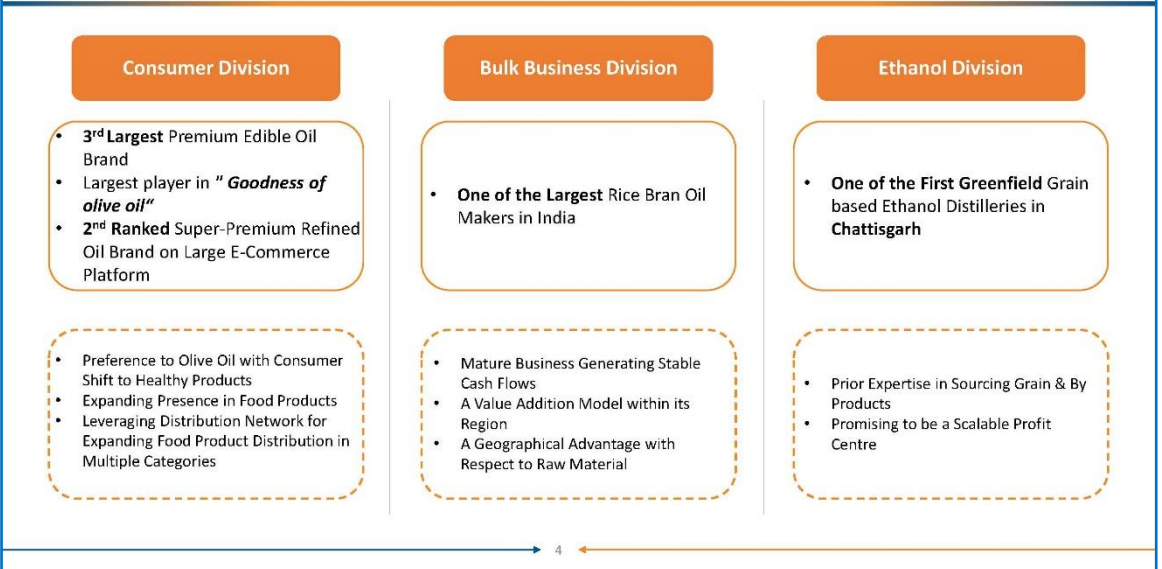 Consumer Division
• 3rd Largest Premium Edible Oil
Brand
• Largest player in " Goodness of
olive oil“
• 2nd Ranked Super-Premium Refined
Oil Brand on Large E-Commerce
Platform
• Preference to Olive Oil with Consumer
Shift to Healthy Products
• Expanding Presence in Food Products
• Leveraging Distribution Network for
Expanding Food Product Distribution in
Multiple Categories
Bulk Business Division
• One of the Largest Rice Bran Oil
Makers in India
• Mature Business Generating Stable
Cash Flows
• A Value Addition Model within its
Region
• A Geographical Advantage with
Respect to Raw Material
Ethanol Division
• One of the First Greenfield Grain
based Ethanol Distilleries in
Chattisgarh
• Prior Expertise in Sourcing Grain & By
Products
• Promising to be a Scalable Profit
Centre
4